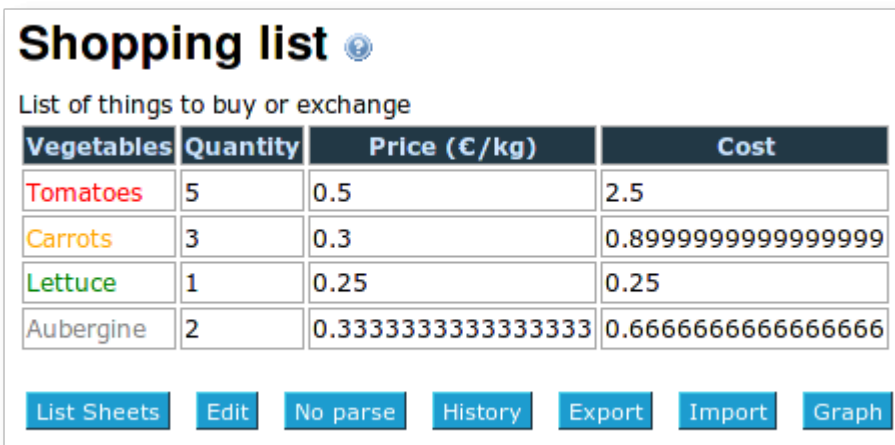 Shopping list
List of things to buy or exchange
Vegetables Quantity Price (€/kg) Cost
Tomatoes 5 0.5 2.5
Carrots 3 0.3 0.8999999999999999
Lettuce 1 0.25 0.25
Aubergine 2 0.3333333333333333 0.6666666666666666
List Sheets Edit No parse History Export Import Graph